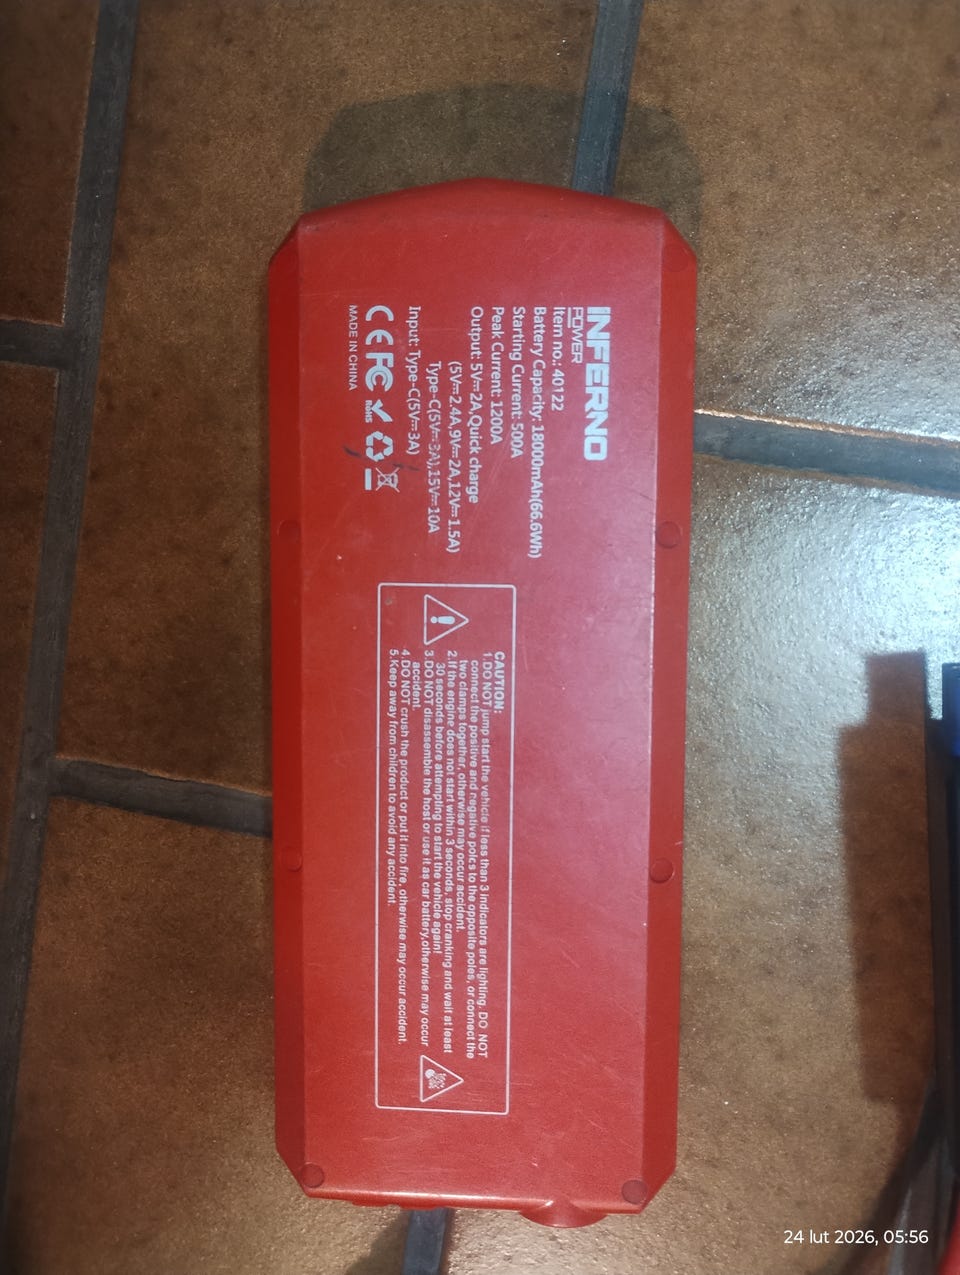 INFERNO
POWER
Item no.: 40122
Battery Capacity: 18000mAh(66.6Wh)
Starting Current: 500A
Peak Current: 1200A
Output: 5V⎓2A,Quick charge
(5V⎓2.4A,9V⎓2A,12V⎓1.5A)
Type-C(5V⎓3A),15V⎓10A
Input: Type-C(5V⎓3A)
CE FC RoHS
MADE IN CHINA
CAUTION:
1.DO NOT jump start the vehicle if less than 3 indicators are lighting. DO NOT
connect the positive and negative poles to the opposite poles, or connect the
two clamps together, otherwise may occur accident.
2.If the engine does not start within 3 seconds, stop cranking and wait at least
30 seconds before attempting to start the vehicle again!
3.DO NOT disassemble the host or use it as car battery,otherwise may occur
accident!
4.DO NOT crush the product or put it into fire, otherwise may occur accident.
5.Keep away from children to avoid any accident.
24 lut 2026, 05:56